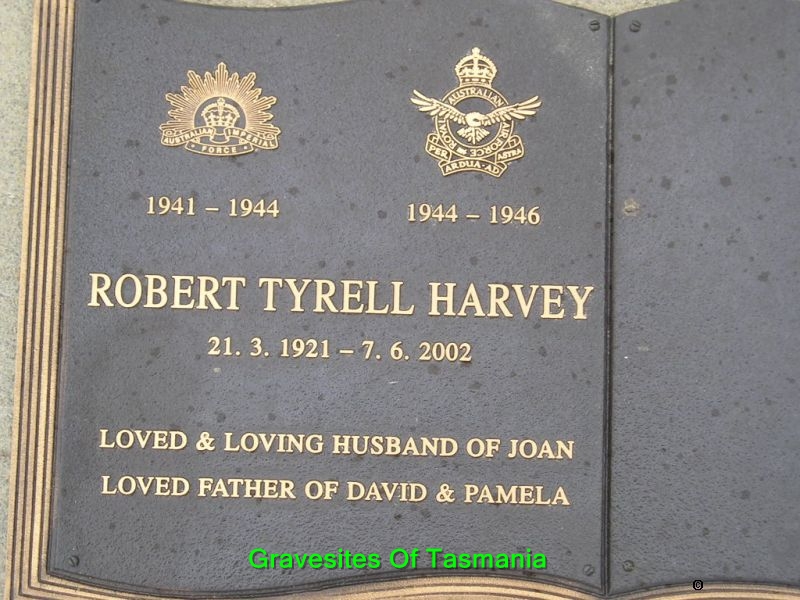 AUSTRALIAN IMPERIAL
FORCE
AUSTRALIAN
ROYAL AIR FORCE
PER ARDUA AD ASTRA
1941 – 1944
1944 – 1946
ROBERT TYRELL HARVEY
21. 3. 1921 – 7. 6. 2002
LOVED & LOVING HUSBAND OF JOAN
LOVED FATHER OF DAVID & PAMELA
Gravesites Of Tasmania
©